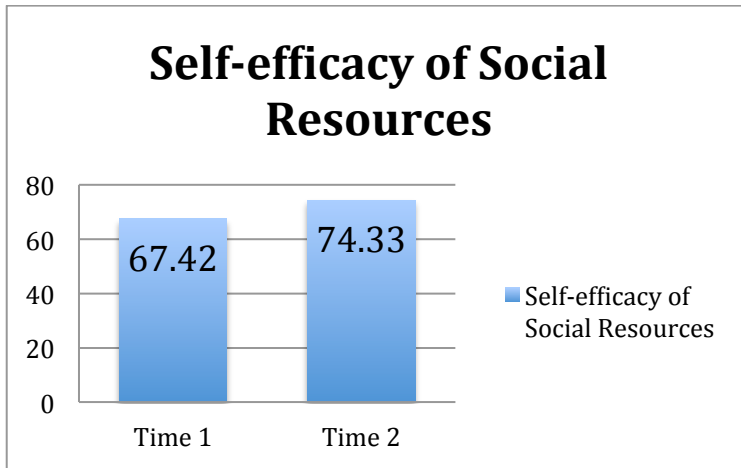 Self-efficacy of Social
Resources
80
60
40
20
0
67.42
74.33
Time 1
Time 2
Self-efficacy of
Social Resources